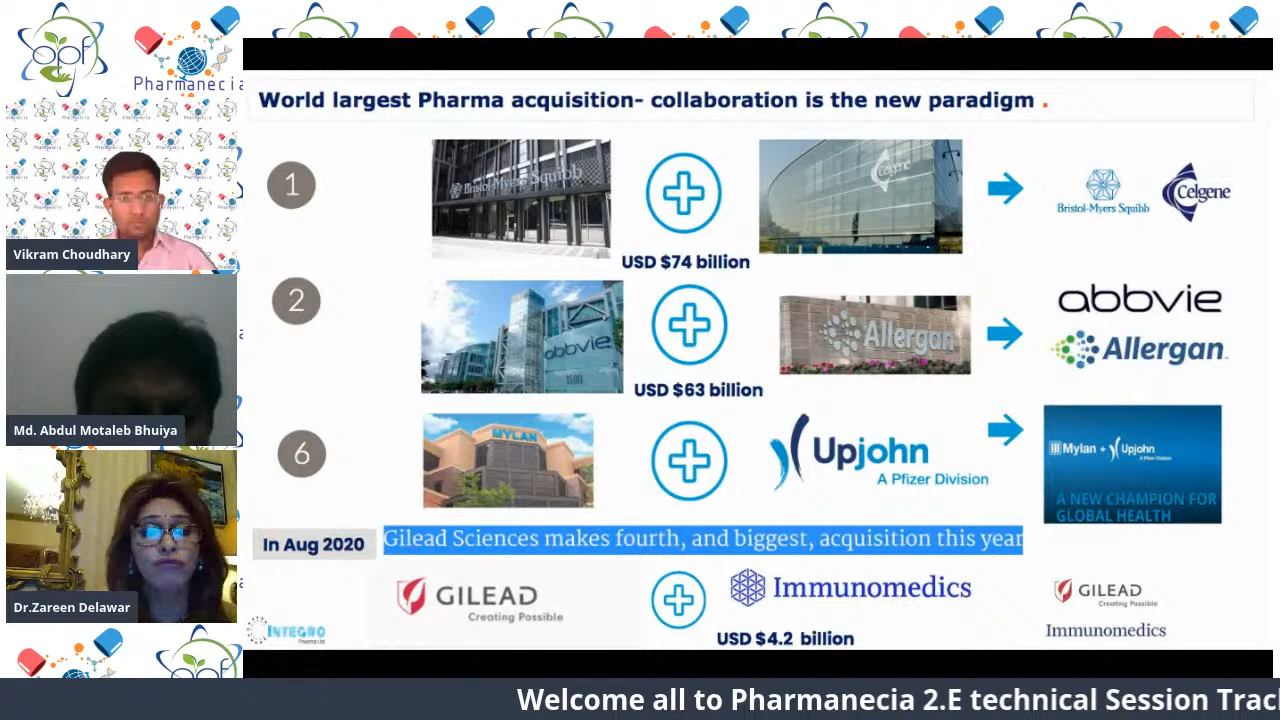 opf
Pharmanecia
World largest Pharma acquisition- collaboration is the new paradigm .
1
Bristol-Myers Squibb
Celgene
Bristol-Myers Squibb
Celgene
USD $74 billion
2
abbvie
Allergan
abbvie
Allergan
USD $63 billion
6
MYLAN
Upjohn
A Pfizer Division
Mylan + Upjohn
A Pfizer Division
A NEW CHAMPION FOR
GLOBAL HEALTH
In Aug 2020
Gilead Sciences makes fourth, and biggest, acquisition this year
GILEAD
Creating Possible
Immunomedics
GILEAD
Creating Possible
Immunomedics
USD $4.2 billion
INTEGRO
Pharma Ltd.
Vikram Choudhary
Md. Abdul Motaleb Bhuiya
Dr.Zareen Delawar
opf
Welcome all to Pharmanecia 2.E technical Session Trac